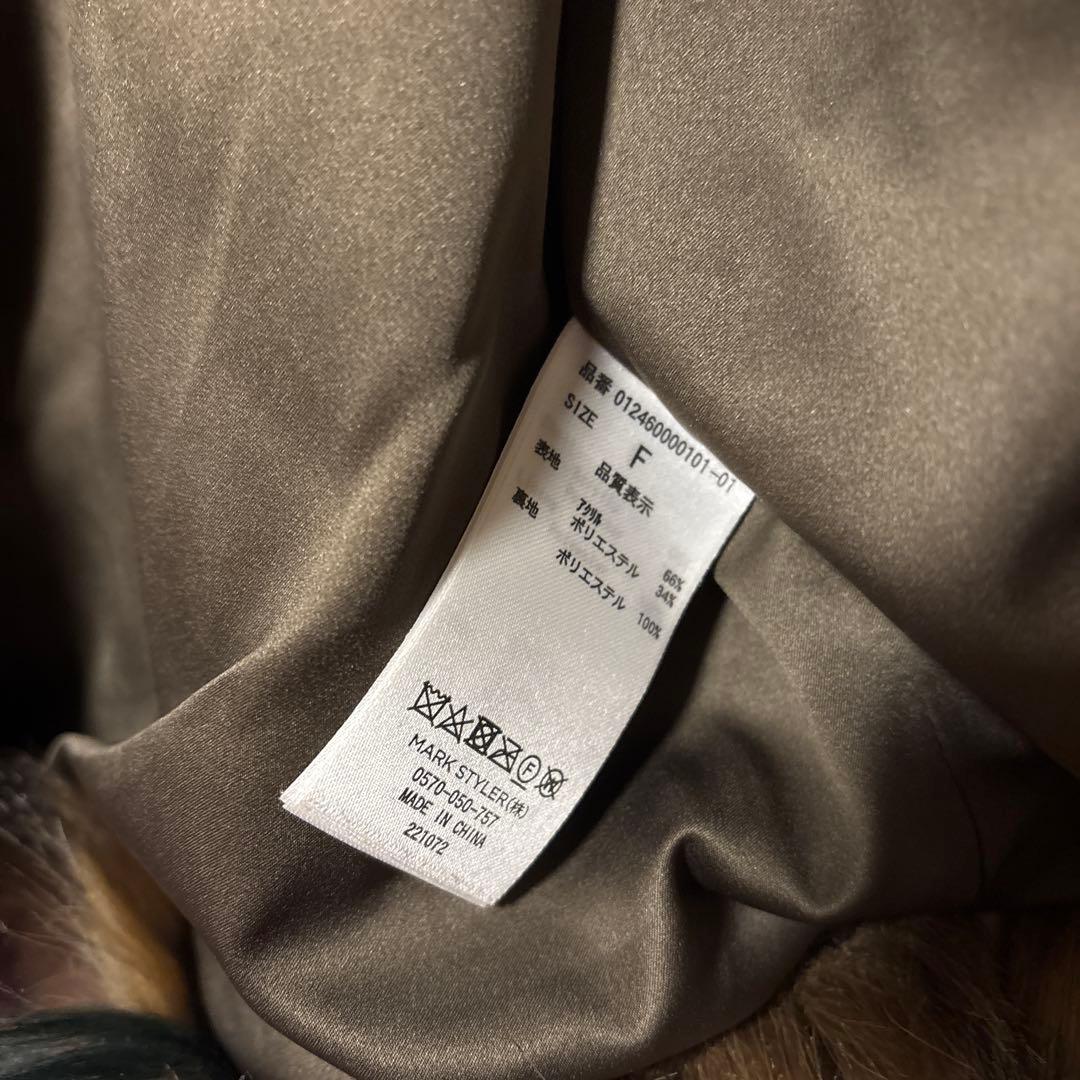 品番 012460000101-01
SIZE F
品質表示
表地 アクリル 66%
ポリエステル 34%
裏地 ポリエステル 100%
MARK STYLER(株)
0570-050-757
MADE IN CHINA
221072